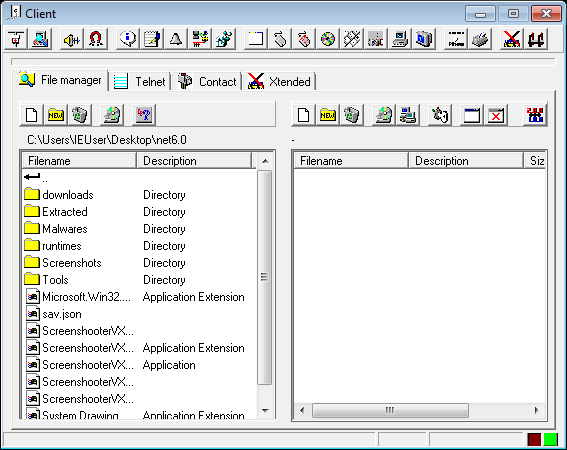 Client
File manager Telnet Contact Xtended
NEW NEW
C:\Users\IEUser\Desktop\net6.0 -
Filename Description Filename Description Siz
..
downloads Directory
Extracted Directory
Malwares Directory
runtimes Directory
Screenshots Directory
Tools Directory
Microsoft.Win32.... Application Extension
sav.json
ScreenshooterVX...
ScreenshooterVX... Application Extension
ScreenshooterVX... Application
ScreenshooterVX...
ScreenshooterVX...
System.Drawing Application Extension